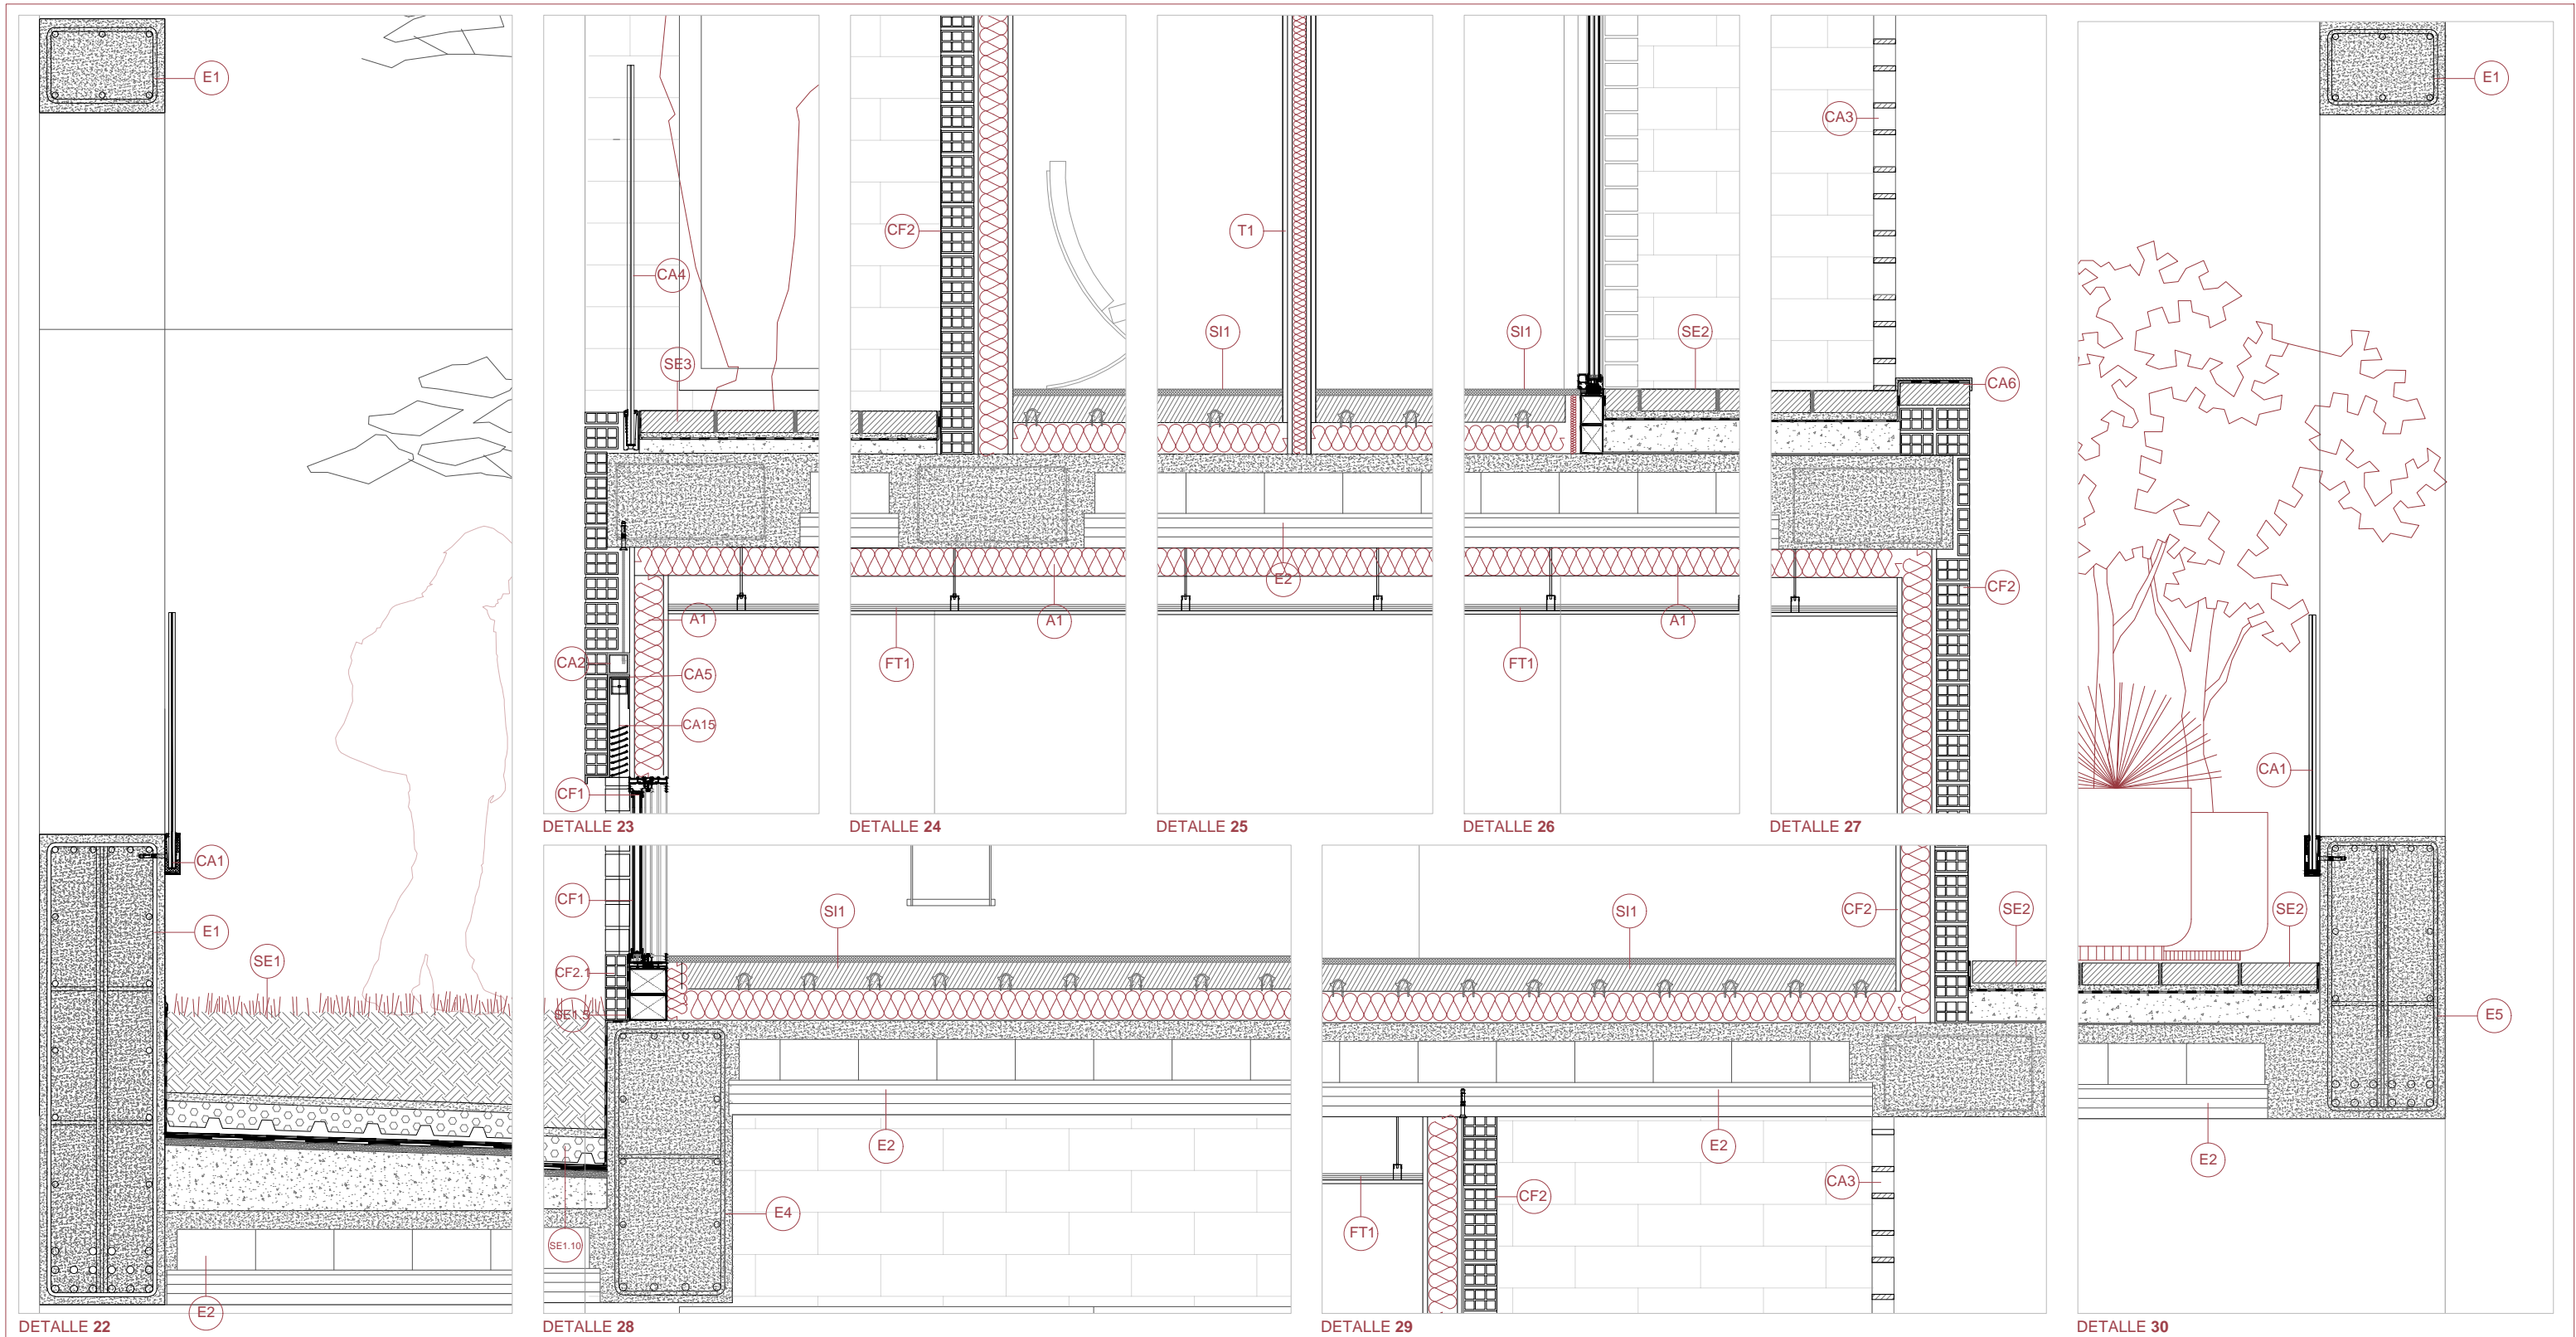 E1
CA1
E1
SE1
E2
DETALLE 22
CA4
SE3
A1
CA2
CA5
CA15
CF1
DETALLE 23
CF2
A1
FT1
DETALLE 24
T1
SI1
E2
DETALLE 25
SI1
SE2
A1
FT1
DETALLE 26
CA3
CA6
CF2
DETALLE 27
CF1
SI1
CF2.1
SE1.5
E2
E4
SE1.10
DETALLE 28
SI1
CF2
SE2
E2
CA3
CF2
FT1
DETALLE 29
E1
CA1
SE2
E5
E2
DETALLE 30